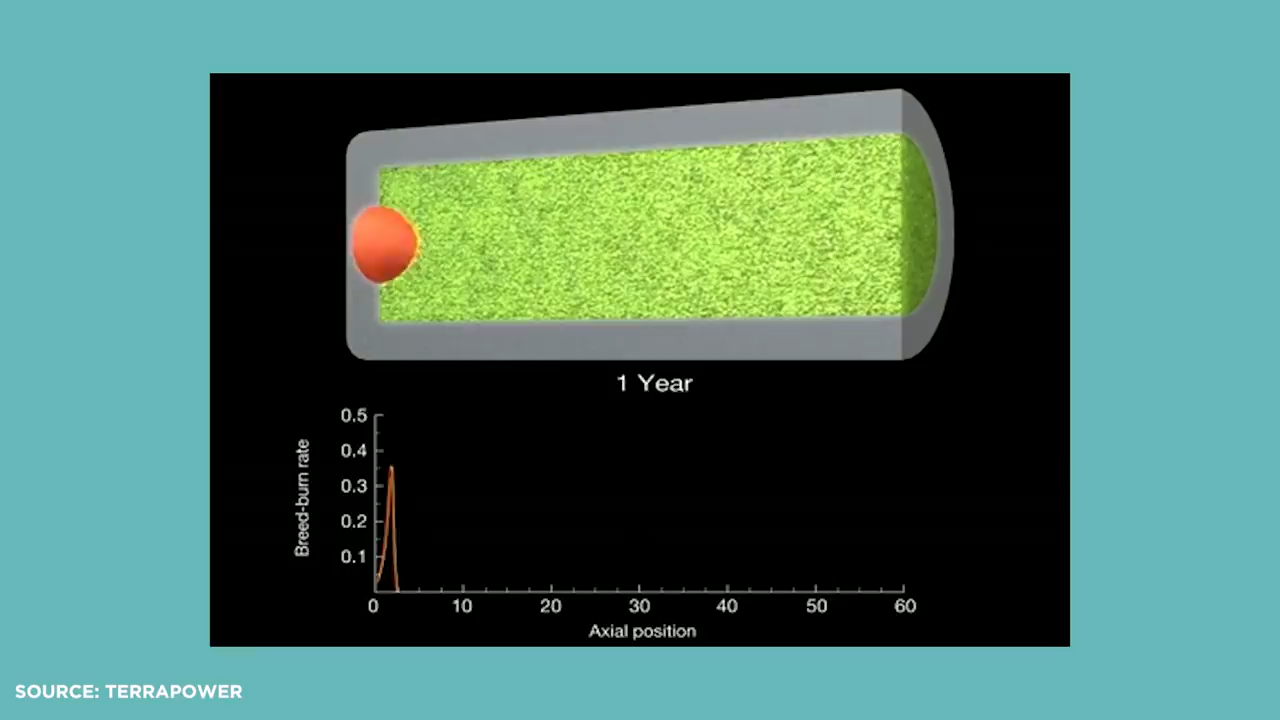 1 Year
Breed-burn rate
0.5
0.4
0.3
0.2
0.1
0 10 20 30 40 50 60
Axial position
SOURCE: TERRAPOWER